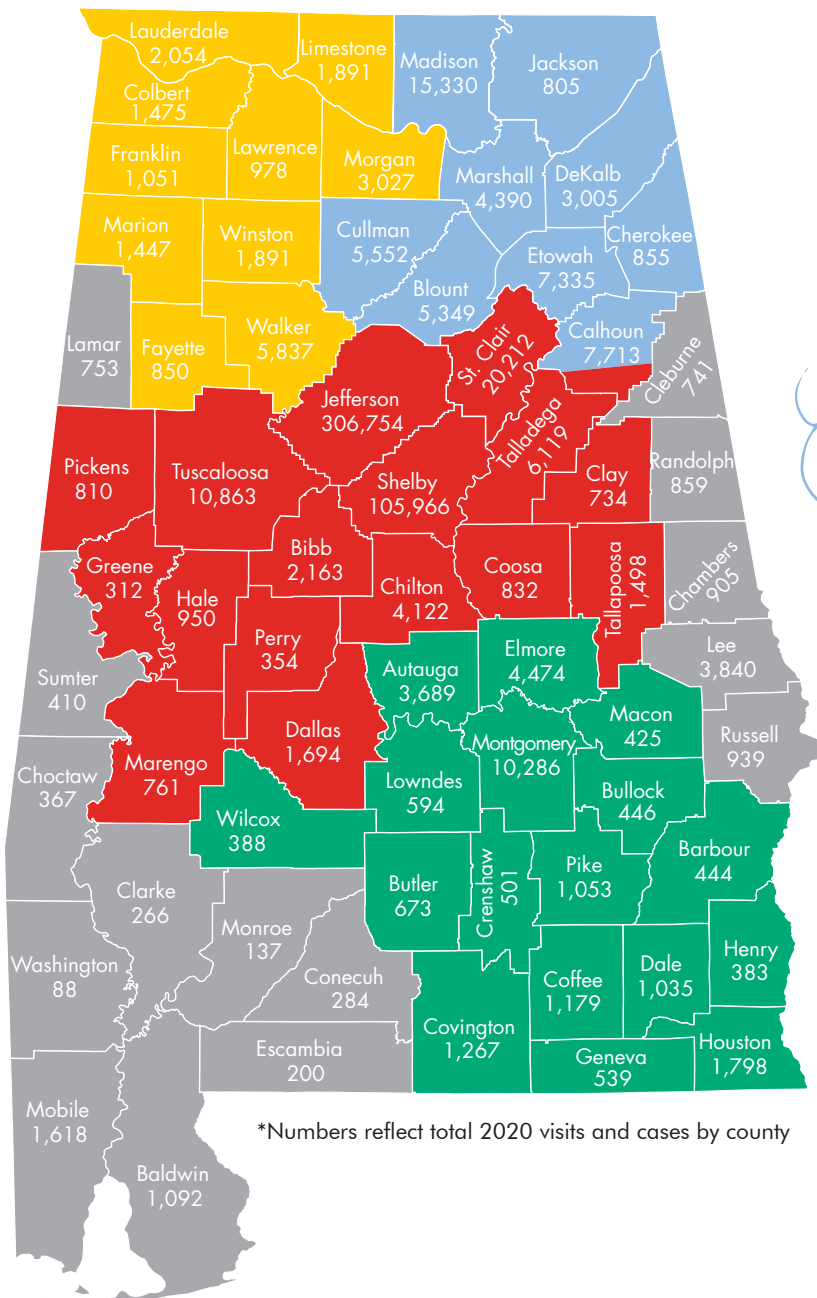 Lauderdale
2,054
Limestone
1,891
Madison
15,330
Jackson
805
Colbert
1,475
Franklin
1,051
Lawrence
978
Morgan
3,027
Marshall
4,390
DeKalb
3,005
Marion
1,447
Winston
1,891
Cullman
5,552
Blount
5,349
Etowah
7,335
Cherokee
855
Lamar
753
Fayette
850
Walker
5,837
Jefferson
306,754
St. Clair
20,212
Calhoun
7,713
Cleburne
741
Talladega
6,119
Pickens
810
Tuscaloosa
10,863
Shelby
105,966
Clay
734
Randolph
859
Greene
312
Hale
950
Bibb
2,163
Chilton
4,122
Coosa
832
Tallapoosa
1,498
Chambers
905
Perry
354
Autauga
3,689
Elmore
4,474
Lee
3,840
Sumter
410
Marengo
761
Dallas
1,694
Lowndes
594
Montgomery
10,286
Macon
425
Russell
939
Choctaw
367
Wilcox
388
Bullock
446
Clarke
266
Butler
673
Crenshaw
501
Pike
1,053
Barbour
444
Washington
88
Monroe
137
Conecuh
284
Covington
1,267
Coffee
1,179
Dale
1,035
Henry
383
Escambia
200
Geneva
539
Houston
1,798
Mobile
1,618
Baldwin
1,092
*Numbers reflect total 2020 visits and cases by county